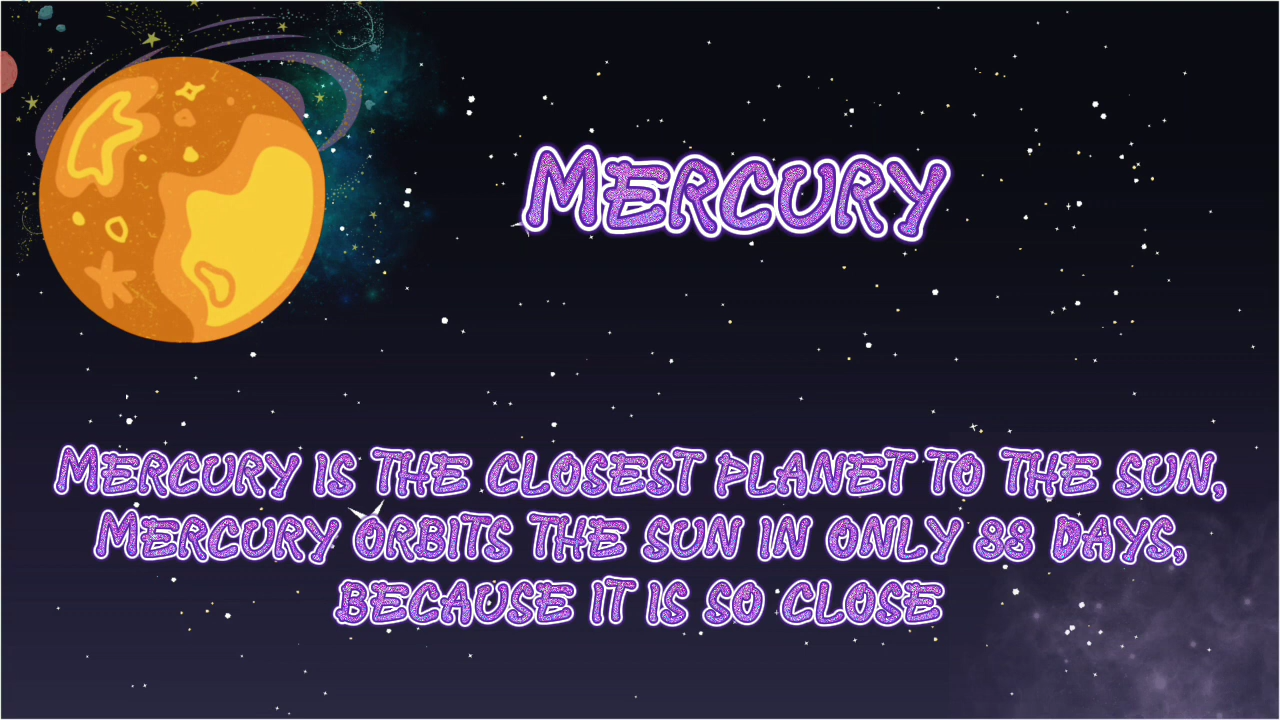 Mercury
Mercury is the closest planet to the Sun,
Mercury orbits the Sun in only 88 Days,
because it is so close